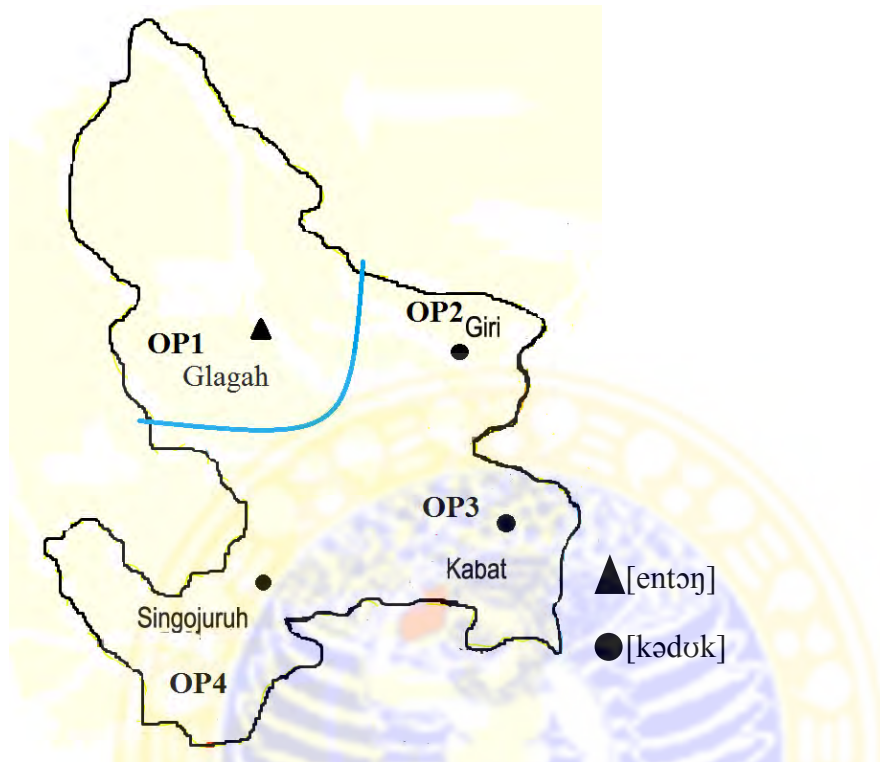 OP2
Giri
OP1
Glagah
OP3
Kabat
[entɔŋ]
Singojuruh
[kədʊk]
OP4